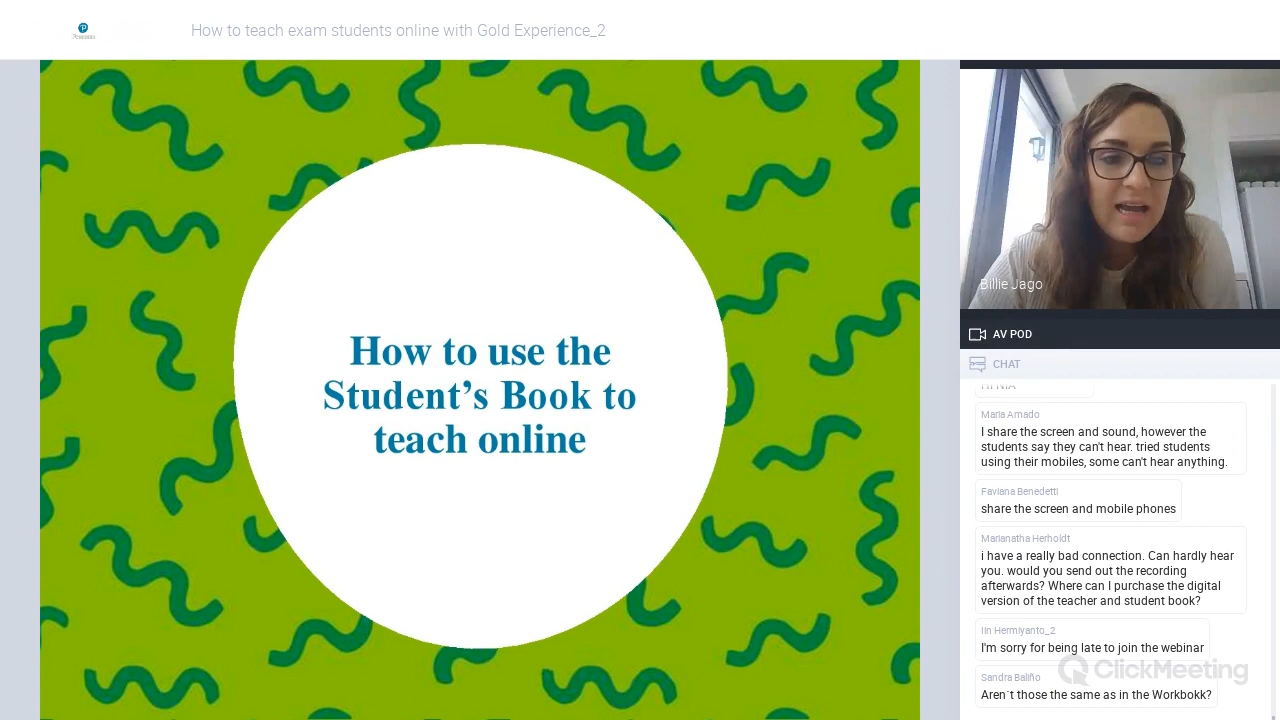 How to teach exam students online with Gold Experience_2
Pearson
How to use the
Student's Book to
teach online
Billie Jago
AV POD
CHAT
Maria Amado
I share the screen and sound, however the
students say they can't hear. tried students
using their mobiles, some can't hear anything.
Faviana Benedetti
share the screen and mobile phones
Marianatha Herholdt
i have a really bad connection. Can hardly hear
you. would you send out the recording
afterwards? Where can I purchase the digital
version of the teacher and student book?
Iin Hermiyanto_2
I'm sorry for being late to join the webinar
ClickMeeting
Sandra Baliño
Aren´t those the same as in the Workbokk?